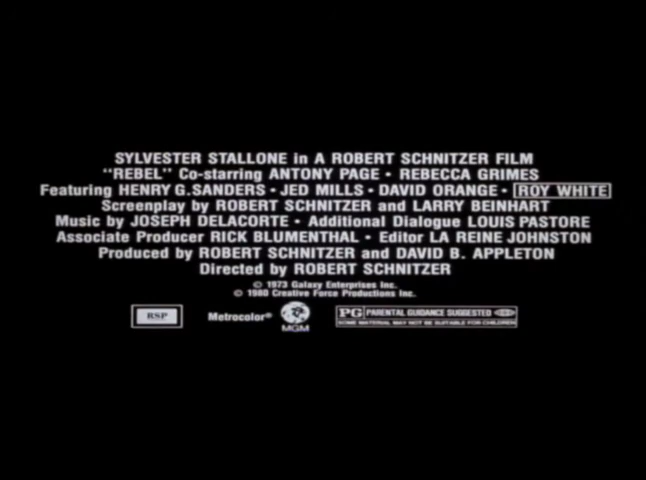 SYLVESTER STALLONE in A ROBERT SCHNITZER FILM
"REBEL" Co-starring ANTONY PAGE · REBECCA GRIMES
Featuring HENRY G. SANDERS · JED MILLS · DAVID ORANGE · ROY WHITE
Screenplay by ROBERT SCHNITZER and LARRY BEINHART
Music by JOSEPH DELACORTE · Additional Dialogue LOUIS PASTORE
Associate Producer RICK BLUMENTHAL · Editor LA REINE JOHNSTON
Produced by ROBERT SCHNITZER and DAVID B. APPLETON
Directed by ROBERT SCHNITZER
© 1973 Galaxy Enterprises Inc.
© 1980 Creative Force Productions Inc.
RSP Metrocolor® MGM PG PARENTAL GUIDANCE SUGGESTED
SOME MATERIAL MAY NOT BE SUITABLE FOR CHILDREN